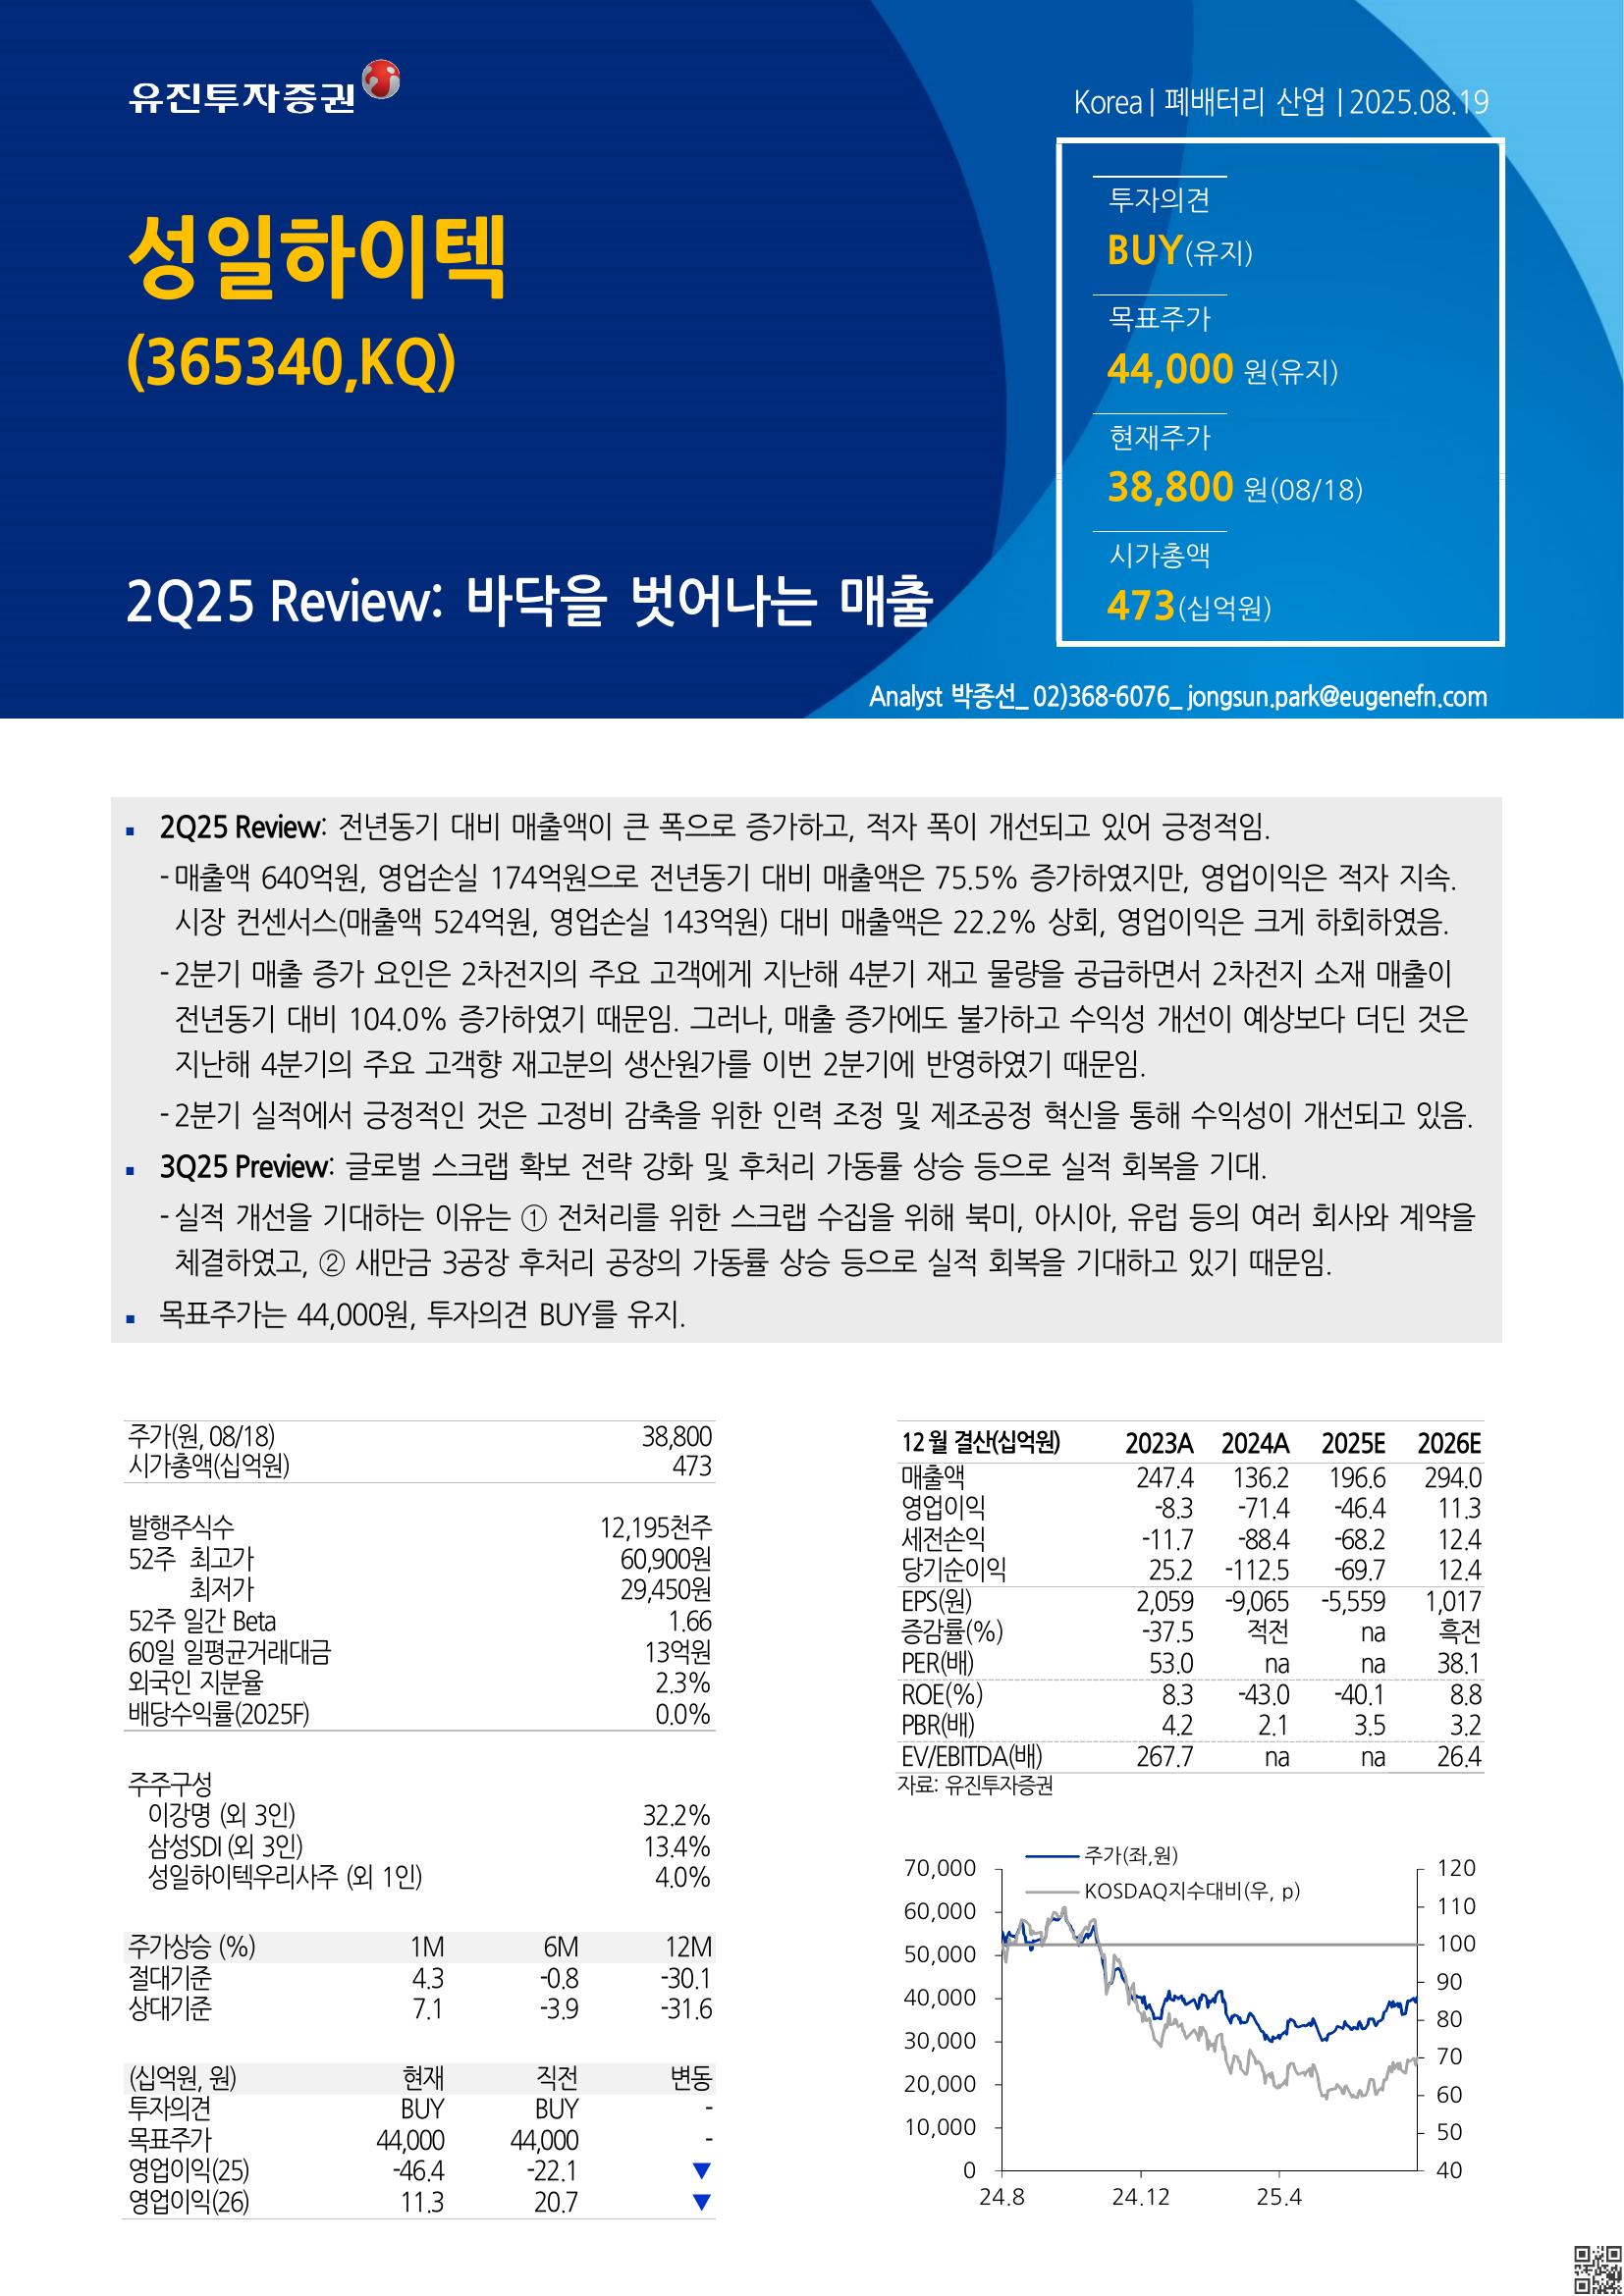 유진투자증권
Korea | 폐배터리 산업 | 2025.08.19
성일하이텍
(365340,KQ)
2Q25 Review: 바닥을 벗어나는 매출
투자의견
BUY(유지)
목표주가
44,000 원(유지)
현재주가
38,800 원(08/18)
시가총액
473(십억원)
Analyst 박종선_ 02)368-6076_ jongsun.park@eugenefn.com
▪ 2Q25 Review: 전년동기 대비 매출액이 큰 폭으로 증가하고, 적자 폭이 개선되고 있어 긍정적임.
- 매출액 640억원, 영업손실 174억원으로 전년동기 대비 매출액은 75.5% 증가하였지만, 영업이익은 적자 지속.
시장 컨센서스(매출액 524억원, 영업손실 143억원) 대비 매출액은 22.2% 상회, 영업이익은 크게 하회하였음.
- 2분기 매출 증가 요인은 2차전지의 주요 고객에게 지난해 4분기 재고 물량을 공급하면서 2차전지 소재 매출이
전년동기 대비 104.0% 증가하였기 때문임. 그러나, 매출 증가에도 불가하고 수익성 개선이 예상보다 더딘 것은
지난해 4분기의 주요 고객향 재고분의 생산원가를 이번 2분기에 반영하였기 때문임.
- 2분기 실적에서 긍정적인 것은 고정비 감축을 위한 인력 조정 및 제조공정 혁신을 통해 수익성이 개선되고 있음.
▪ 3Q25 Preview: 글로벌 스크랩 확보 전략 강화 및 후처리 가동률 상승 등으로 실적 회복을 기대.
- 실적 개선을 기대하는 이유는 ① 전처리를 위한 스크랩 수집을 위해 북미, 아시아, 유럽 등의 여러 회사와 계약을
체결하였고, ② 새만금 3공장 후처리 공장의 가동률 상승 등으로 실적 회복을 기대하고 있기 때문임.
▪ 목표주가는 44,000원, 투자의견 BUY를 유지.
주가(원, 08/18) 38,800
시가총액(십억원) 473
발행주식수 12,195천주
52주 최고가 60,900원
최저가 29,450원
52주 일간 Beta 1.66
60일 일평균거래대금 13억원
외국인 지분율 2.3%
배당수익률(2025F) 0.0%
주주구성
이강명 (외 3인) 32.2%
삼성SDI (외 3인) 13.4%
성일하이텍우리사주 (외 1인) 4.0%
주가상승 (%) 1M 6M 12M
절대기준 4.3 -0.8 -30.1
상대기준 7.1 -3.9 -31.6
(십억원, 원) 현재 직전 변동
투자의견 BUY BUY -
목표주가 44,000 44,000 -
영업이익(25) -46.4 -22.1 ▼
영업이익(26) 11.3 20.7 ▼
12월 결산(십억원) 2023A 2024A 2025E 2026E
매출액 247.4 136.2 196.6 294.0
영업이익 -8.3 -71.4 -46.4 11.3
세전손익 -11.7 -88.4 -68.2 12.4
당기순이익 25.2 -112.5 -69.7 12.4
EPS(원) 2,059 -9,065 -5,559 1,017
증감률(%) -37.5 적전 na 흑전
PER(배) 53.0 na na 38.1
ROE(%) 8.3 -43.0 -40.1 8.8
PBR(배) 4.2 2.1 3.5 3.2
EV/EBITDA(배) 267.7 na na 26.4
자료: 유진투자증권
주가(좌,원)
KOSDAQ지수대비(우, p)
70,000 120
60,000 110
50,000 100
40,000 90
30,000 80
20,000 70
10,000 60
0 50
40
24.8 24.12 25.4